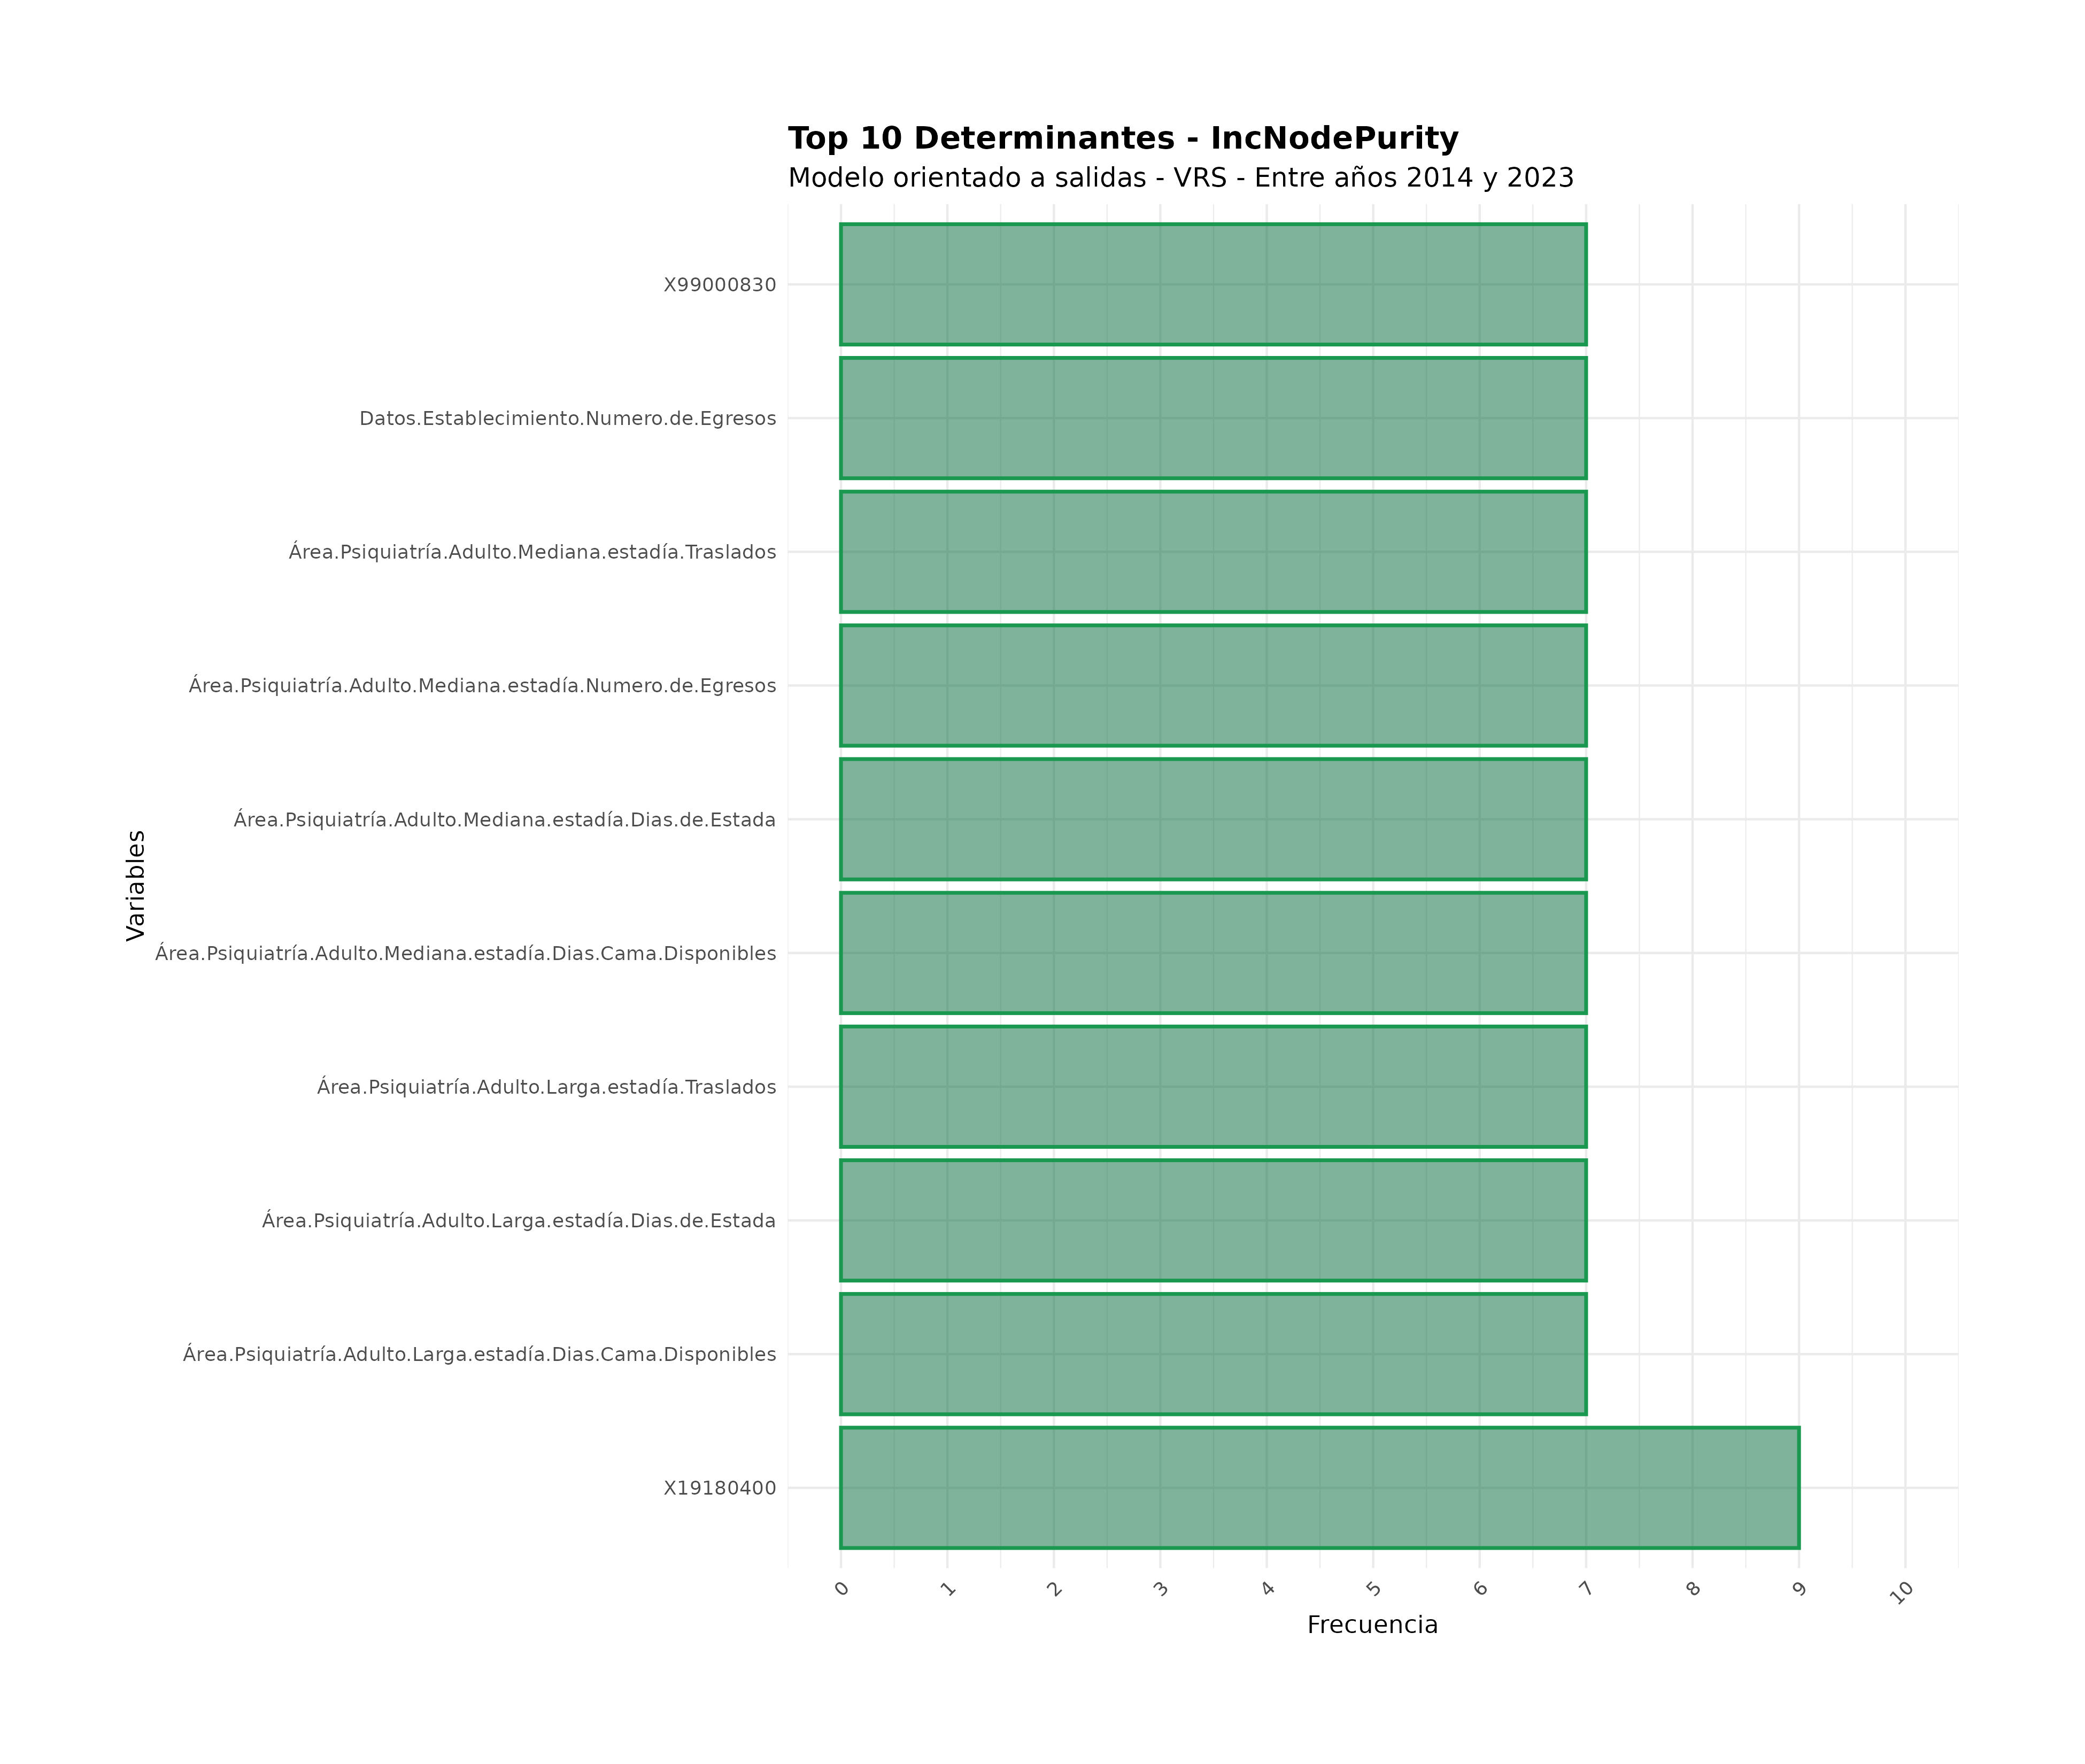 Top 10 Determinantes - IncNodePurity
Modelo orientado a salidas - VRS - Entre años 2014 y 2023
Variables
X99000830
Datos.Establecimiento.Numero.de.Egresos
Área.Psiquiatría.Adulto.Mediana.estadía.Traslados
Área.Psiquiatría.Adulto.Mediana.estadía.Numero.de.Egresos
Área.Psiquiatría.Adulto.Mediana.estadía.Dias.de.Estada
Área.Psiquiatría.Adulto.Mediana.estadía.Dias.Cama.Disponibles
Área.Psiquiatría.Adulto.Larga.estadía.Traslados
Área.Psiquiatría.Adulto.Larga.estadía.Dias.de.Estada
Área.Psiquiatría.Adulto.Larga.estadía.Dias.Cama.Disponibles
X19180400
0 1 2 3 4 5 6 7 8 9 10
Frecuencia